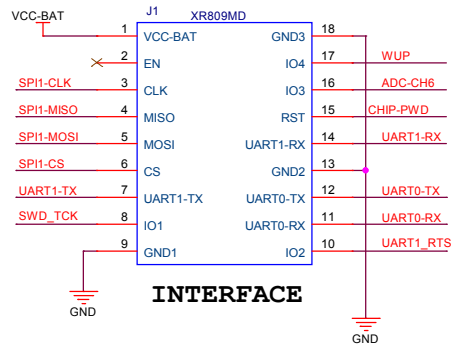 J1 XR809MD
VCC-BAT
1 VCC-BAT GND3 18
2 EN IO4 17 WUP
SPI1-CLK 3 CLK IO3 16 ADC-CH6
SPI1-MISO 4 MISO RST 15 CHIP-PWD
SPI1-MOSI 5 MOSI UART1-RX 14 UART1-RX
SPI1-CS 6 CS GND2 13
UART1-TX 7 UART1-TX UART0-TX 12 UART0-TX
SWD_TCK 8 IO1 UART0-RX 11 UART0-RX
9 GND1 IO2 10 UART1_RTS
INTERFACE
GND
GND